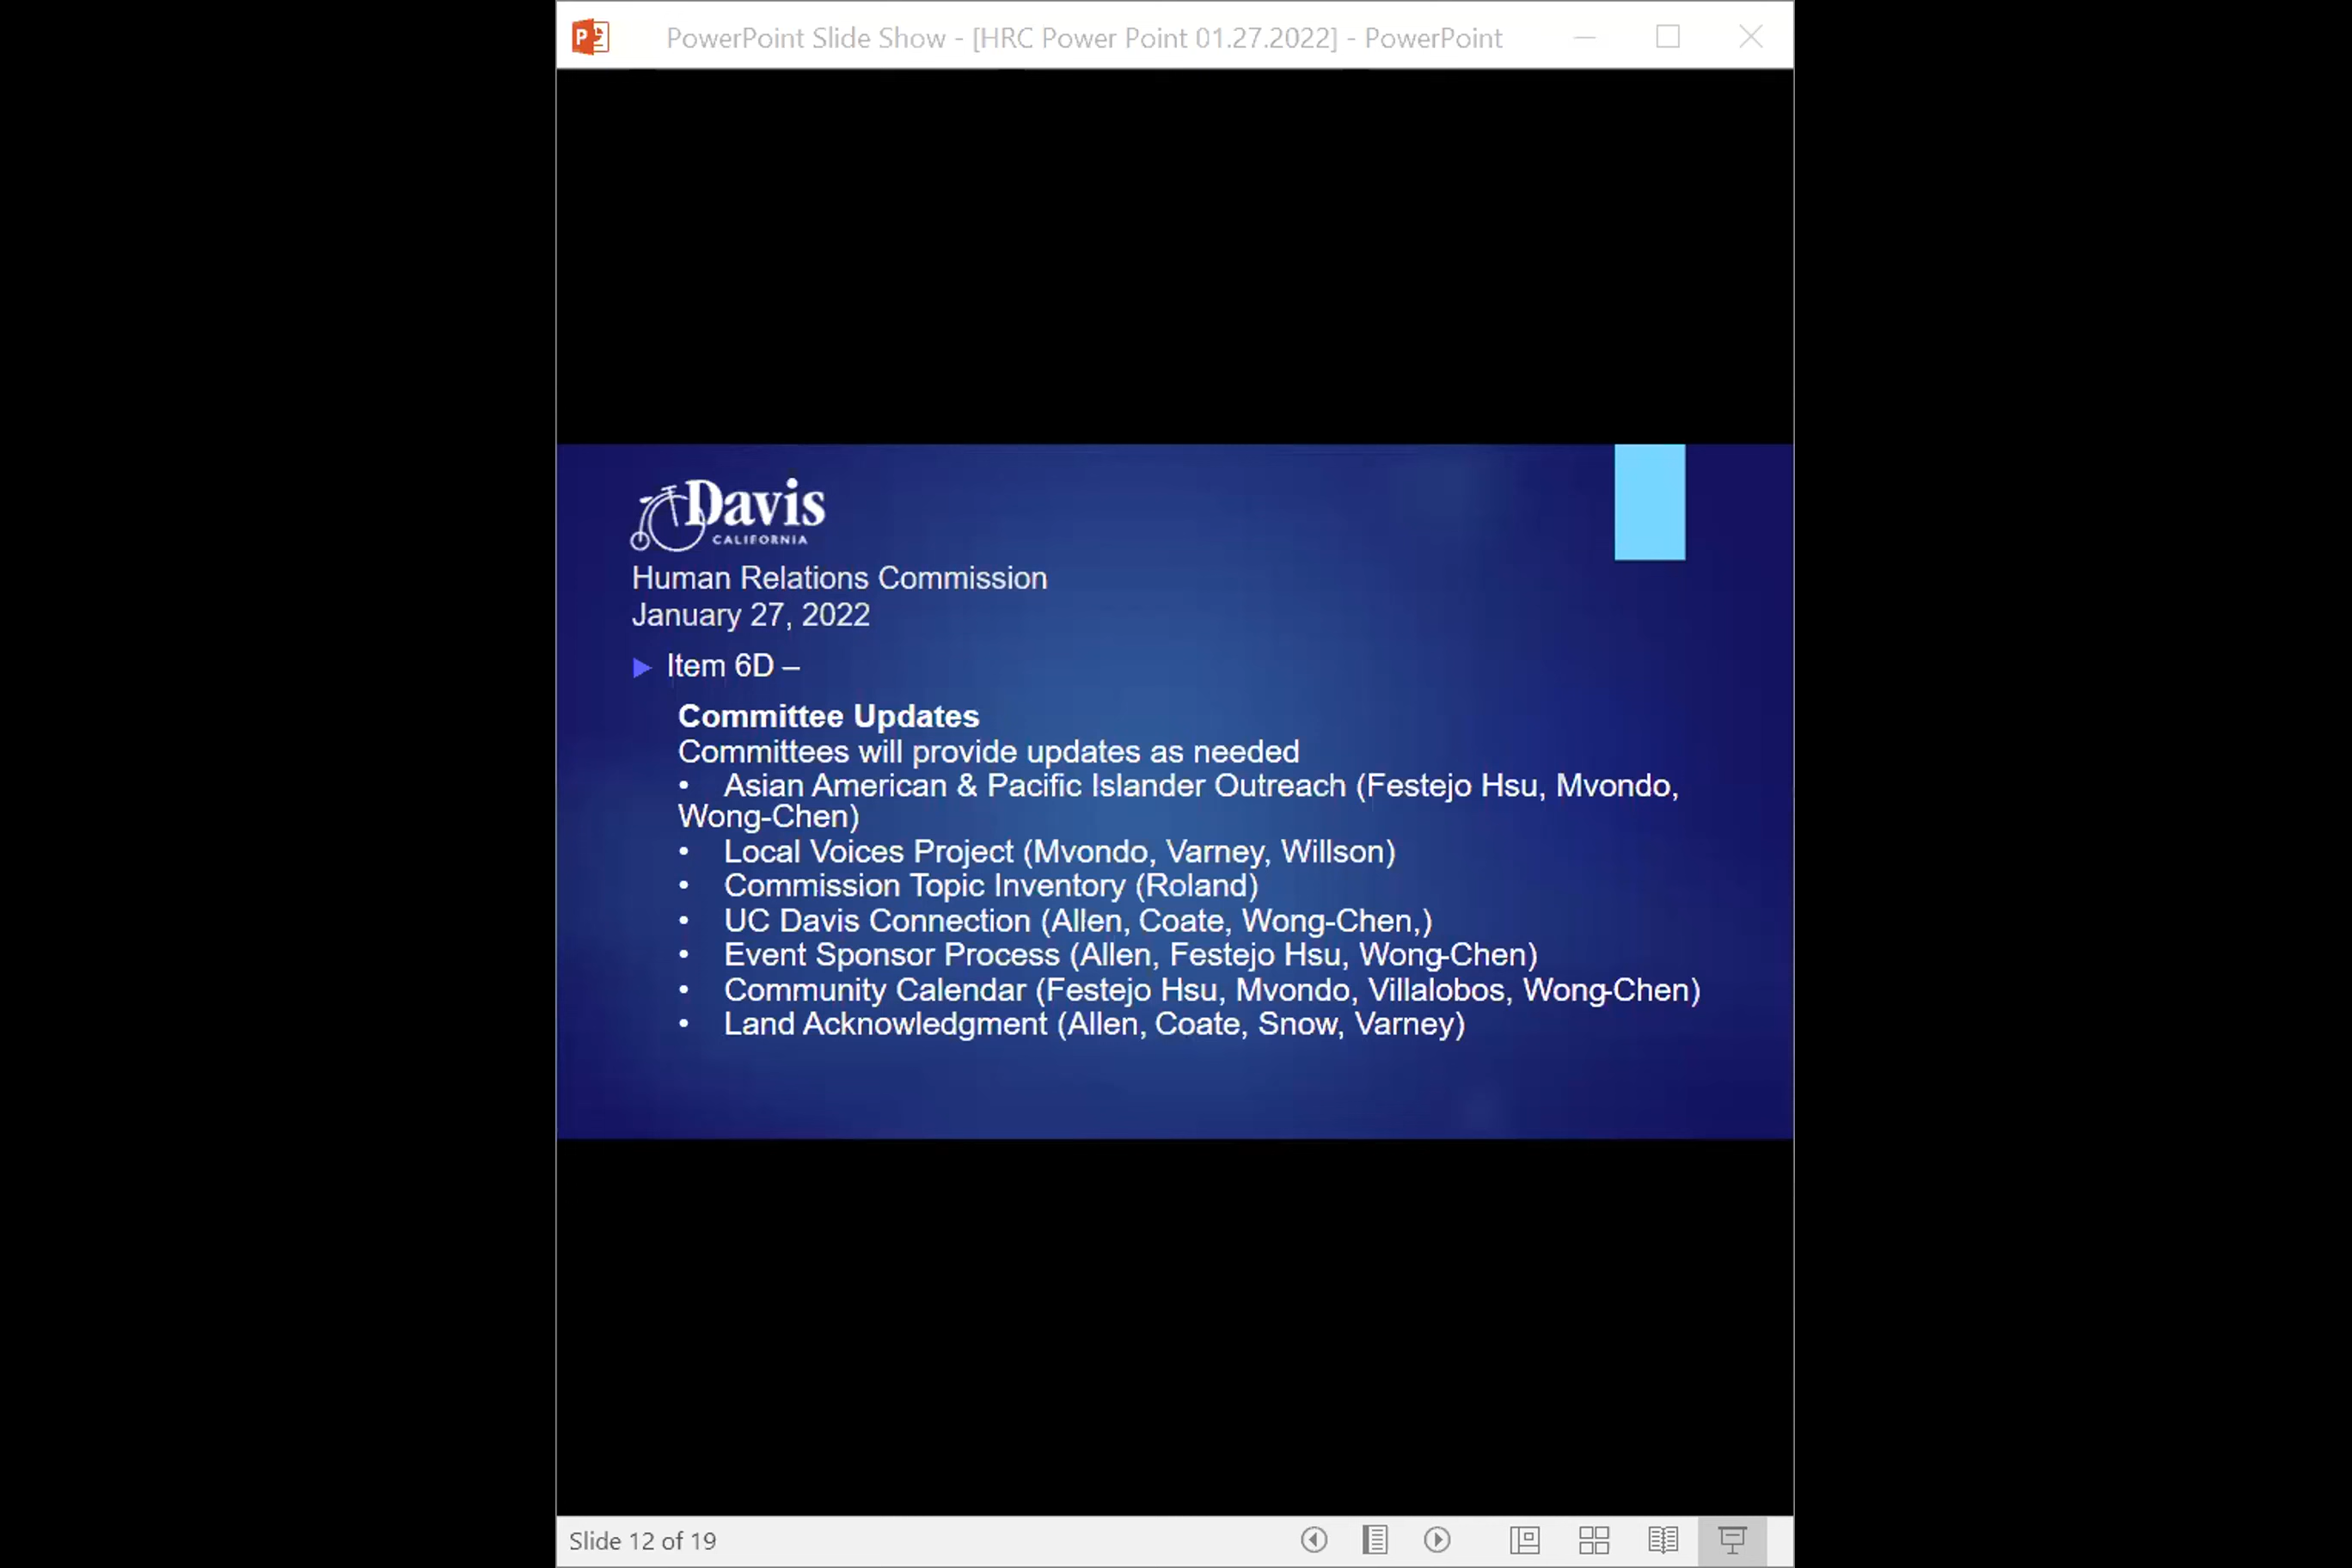 PowerPoint Slide Show - [HRC Power Point 01.27.2022] - PowerPoint
Davis
CALIFORNIA
Human Relations Commission
January 27, 2022
Item 6D –
Committee Updates
Committees will provide updates as needed
• Asian American & Pacific Islander Outreach (Festejo Hsu, Mvondo,
Wong-Chen)
• Local Voices Project (Mvondo, Varney, Willson)
• Commission Topic Inventory (Roland)
• UC Davis Connection (Allen, Coate, Wong-Chen,)
• Event Sponsor Process (Allen, Festejo Hsu, Wong-Chen)
• Community Calendar (Festejo Hsu, Mvondo, Villalobos, Wong-Chen)
• Land Acknowledgment (Allen, Coate, Snow, Varney)
Slide 12 of 19